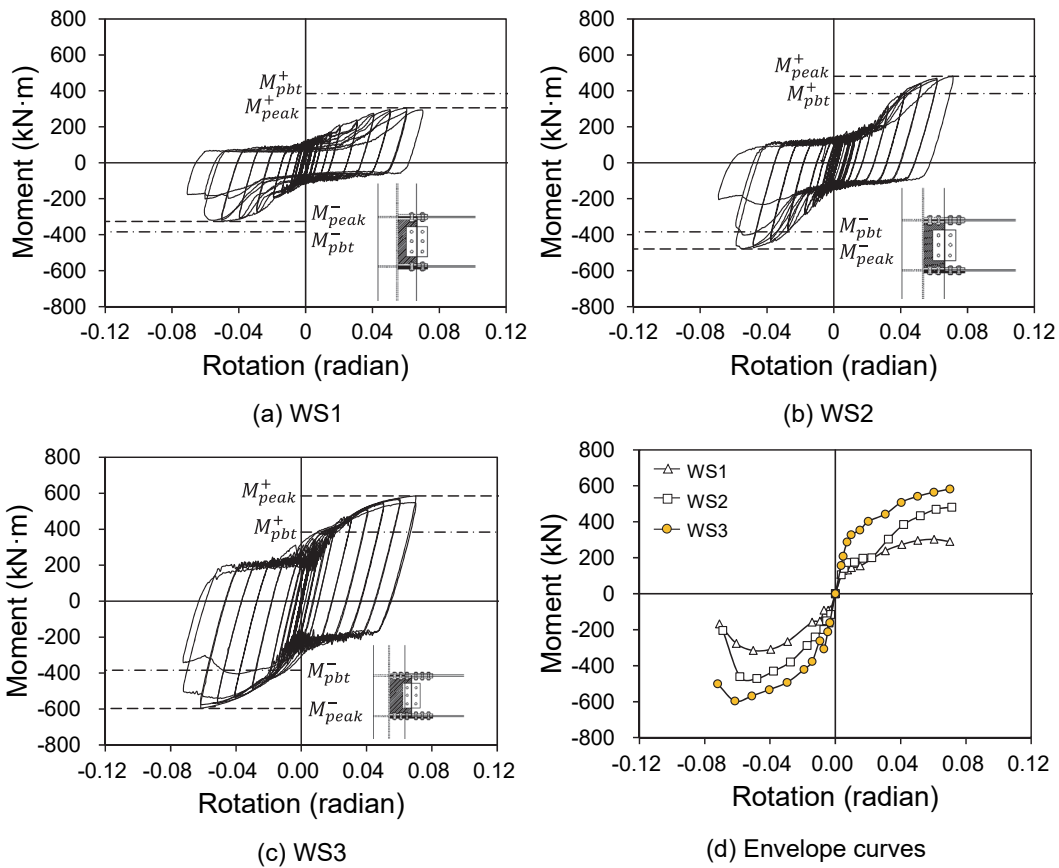 800
600
400
200
0
-200
-400
-600
-800
Moment (kN·m)
M⁺pbt
M⁺peak
M⁻peak
M⁻pbt
-0.12 -0.08 -0.04 0 0.04 0.08 0.12
Rotation (radian)
(a) WS1
800
600
400
200
0
-200
-400
-600
-800
Moment (kN·m)
M⁺peak
M⁺pbt
M⁻pbt
M⁻peak
-0.12 -0.08 -0.04 0 0.04 0.08 0.12
Rotation (radian)
(b) WS2
800
600
400
200
0
-200
-400
-600
-800
Moment (kN·m)
M⁺peak
M⁺pbt
M⁻pbt
M⁻peak
-0.12 -0.08 -0.04 0.00 0.04 0.08 0.12
Rotation (radian)
(c) WS3
800
600
400
200
0
-200
-400
-600
-800
Moment (kN)
WS1
WS2
WS3
-0.12 -0.08 -0.04 0.00 0.04 0.08 0.12
Rotation (radian)
(d) Envelope curves